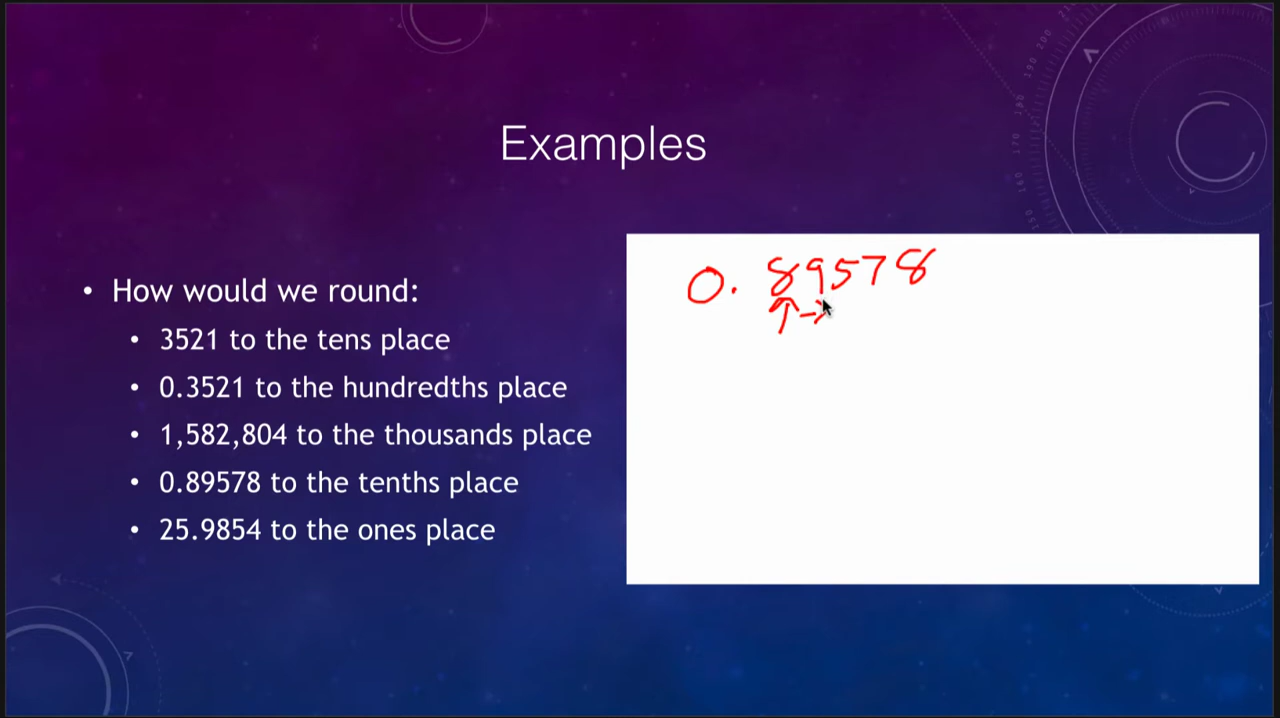 Examples
• How would we round:
• 3521 to the tens place
• 0.3521 to the hundredths place
• 1,582,804 to the thousands place
• 0.89578 to the tenths place
• 25.9854 to the ones place
0. 89578